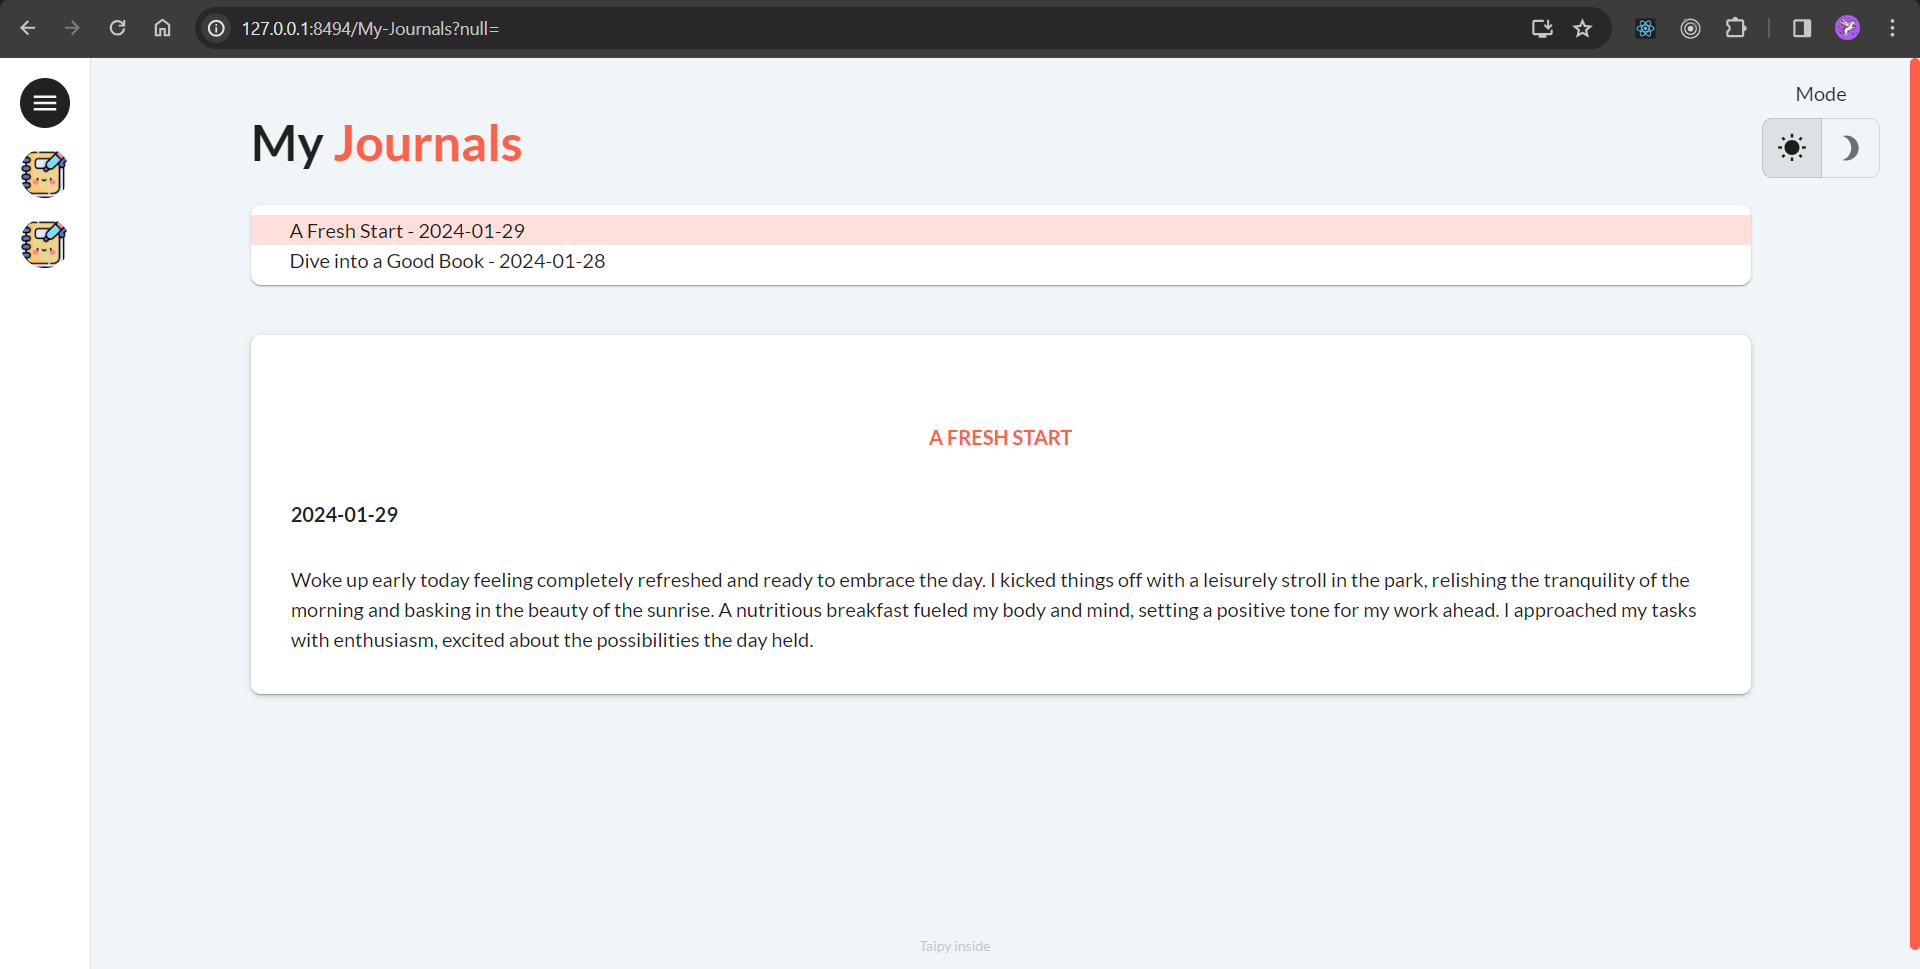 127.0.0.1:8494/My-Journals?null=
Mode
My Journals
A Fresh Start - 2024-01-29
Dive into a Good Book - 2024-01-28
A FRESH START
2024-01-29
Woke up early today feeling completely refreshed and ready to embrace the day. I kicked things off with a leisurely stroll in the park, relishing the tranquility of the
morning and basking in the beauty of the sunrise. A nutritious breakfast fueled my body and mind, setting a positive tone for my work ahead. I approached my tasks
with enthusiasm, excited about the possibilities the day held.
Taipy inside